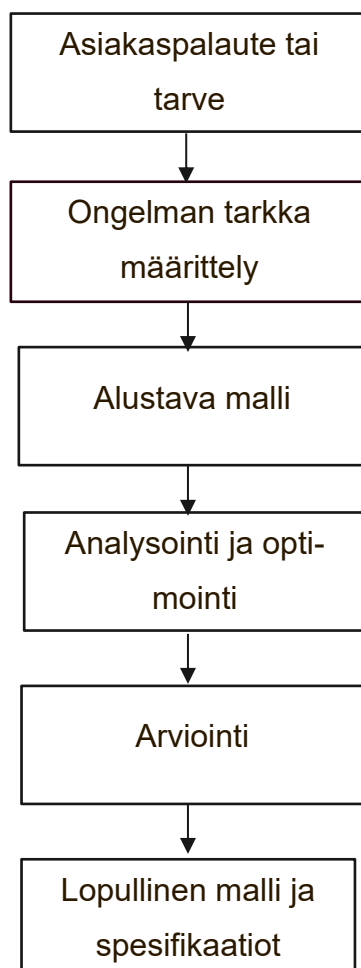 Asiakaspalaute tai
tarve
Ongelman tarkka
määrittely
Alustava malli
Analysointi ja opti-
mointi
Arviointi
Lopullinen malli ja
spesifikaatiot